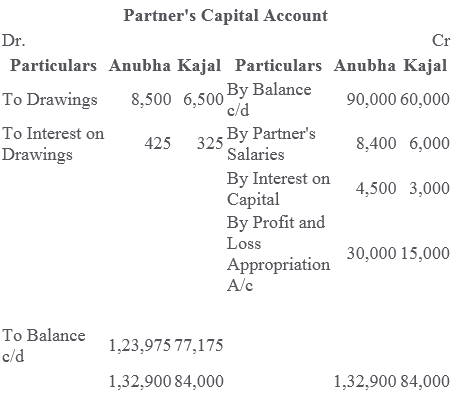 Partner's Capital Account
Dr. Cr
Particulars Anubha Kajal Particulars Anubha Kajal
To Drawings 8,500 6,500 By Balance c/d 90,000 60,000
To Interest on Drawings 425 325 By Partner's Salaries 8,400 6,000
By Interest on Capital 4,500 3,000
By Profit and Loss Appropriation A/c 30,000 15,000
To Balance c/d 1,23,975 77,175
1,32,900 84,000 1,32,900 84,000